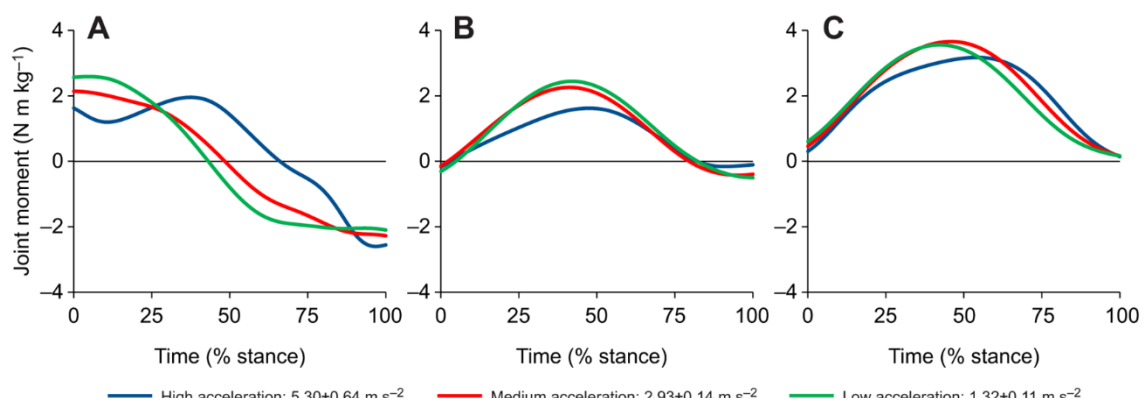 A B C
Joint moment (N m kg⁻¹)
4 4 4
2 2 2
0 0 0
–2 –2 –2
–4 –4 –4
0 25 50 75 100 0 25 50 75 100 0 25 50 75 100
Time (% stance) Time (% stance) Time (% stance)
High acceleration: 5.30±0.64 m s⁻² Medium acceleration: 2.93±0.14 m s⁻² Low acceleration: 1.32±0.11 m s⁻²